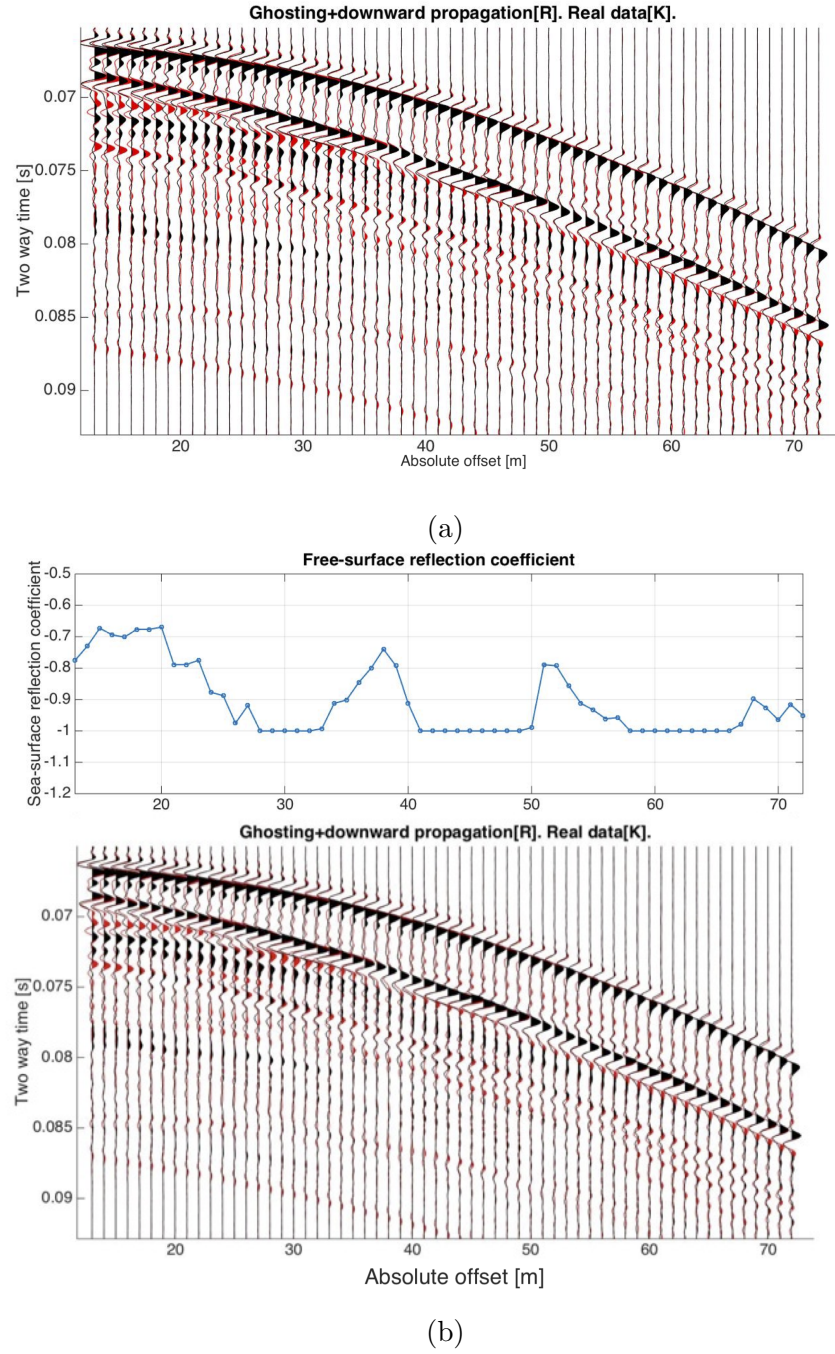 Ghosting+downward propagation[R]. Real data[K].
Two way time [s]
0.07
0.075
0.08
0.085
0.09
20 30 40 50 60 70
Absolute offset [m]
(a)
Free-surface reflection coefficient
Sea-surface reflection coefficient
-0.5
-0.6
-0.7
-0.8
-0.9
-1
-1.1
-1.2
20 30 40 50 60 70
Ghosting+downward propagation[R]. Real data[K].
Two way time [s]
0.07
0.075
0.08
0.085
0.09
20 30 40 50 60 70
Absolute offset [m]
(b)